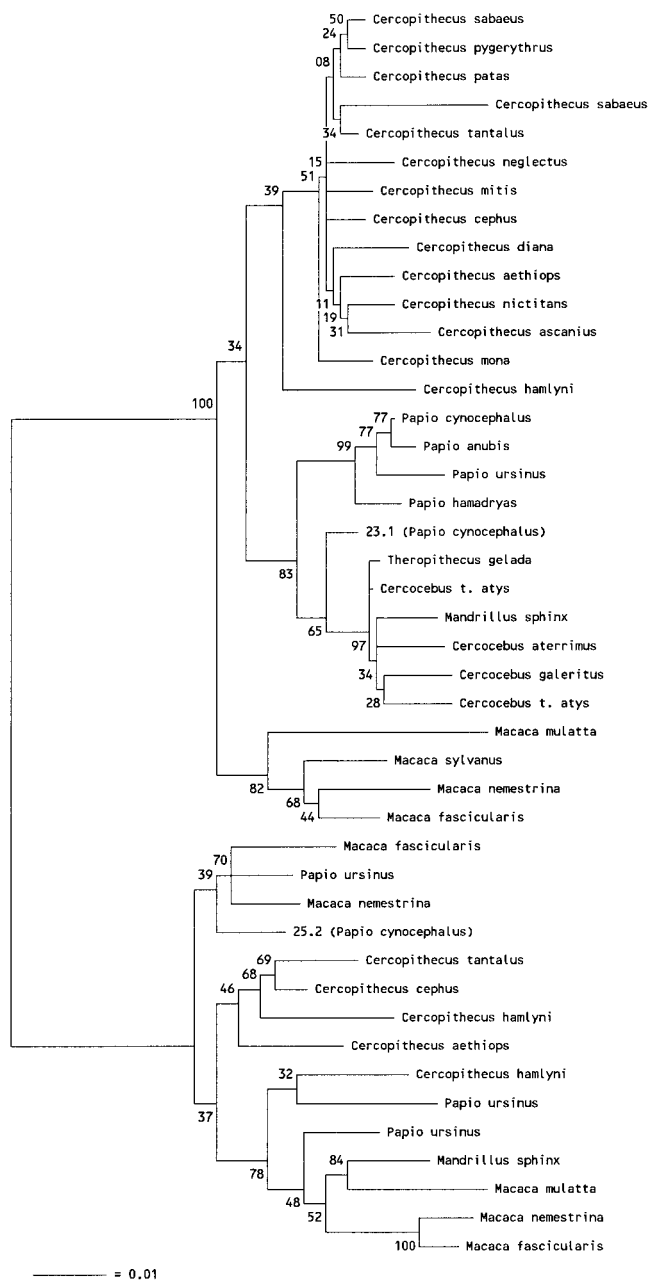 50 Cercopithecus sabaeus
24
Cercopithecus pygerythrus
08
Cercopithecus patas
Cercopithecus sabaeus
34 Cercopithecus tantalus
15 Cercopithecus neglectus
51
39 Cercopithecus mitis
Cercopithecus cephus
Cercopithecus diana
Cercopithecus aethiops
11 Cercopithecus nictitans
19
31 Cercopithecus ascanius
34
Cercopithecus mona
Cercopithecus hamlyni
100
77 Papio cynocephalus
77
99 Papio anubis
Papio ursinus
Papio hamadryas
23.1 (Papio cynocephalus)
Theropithecus gelada
83
Cercocebus t. atys
Mandrillus sphinx
65
97 Cercocebus aterrimus
34 Cercocebus galeritus
28 Cercocebus t. atys
Macaca mulatta
Macaca sylvanus
82 Macaca nemestrina
68
44 Macaca fascicularis
Macaca fascicularis
70
39 Papio ursinus
Macaca nemestrina
25.2 (Papio cynocephalus)
69 Cercopithecus tantalus
68
46 Cercopithecus cephus
Cercopithecus hamlyni
Cercopithecus aethiops
32 Cercopithecus hamlyni
Papio ursinus
37
Papio ursinus
84 Mandrillus sphinx
78
Macaca mulatta
48
52 Macaca nemestrina
100 Macaca fascicularis
= 0.01